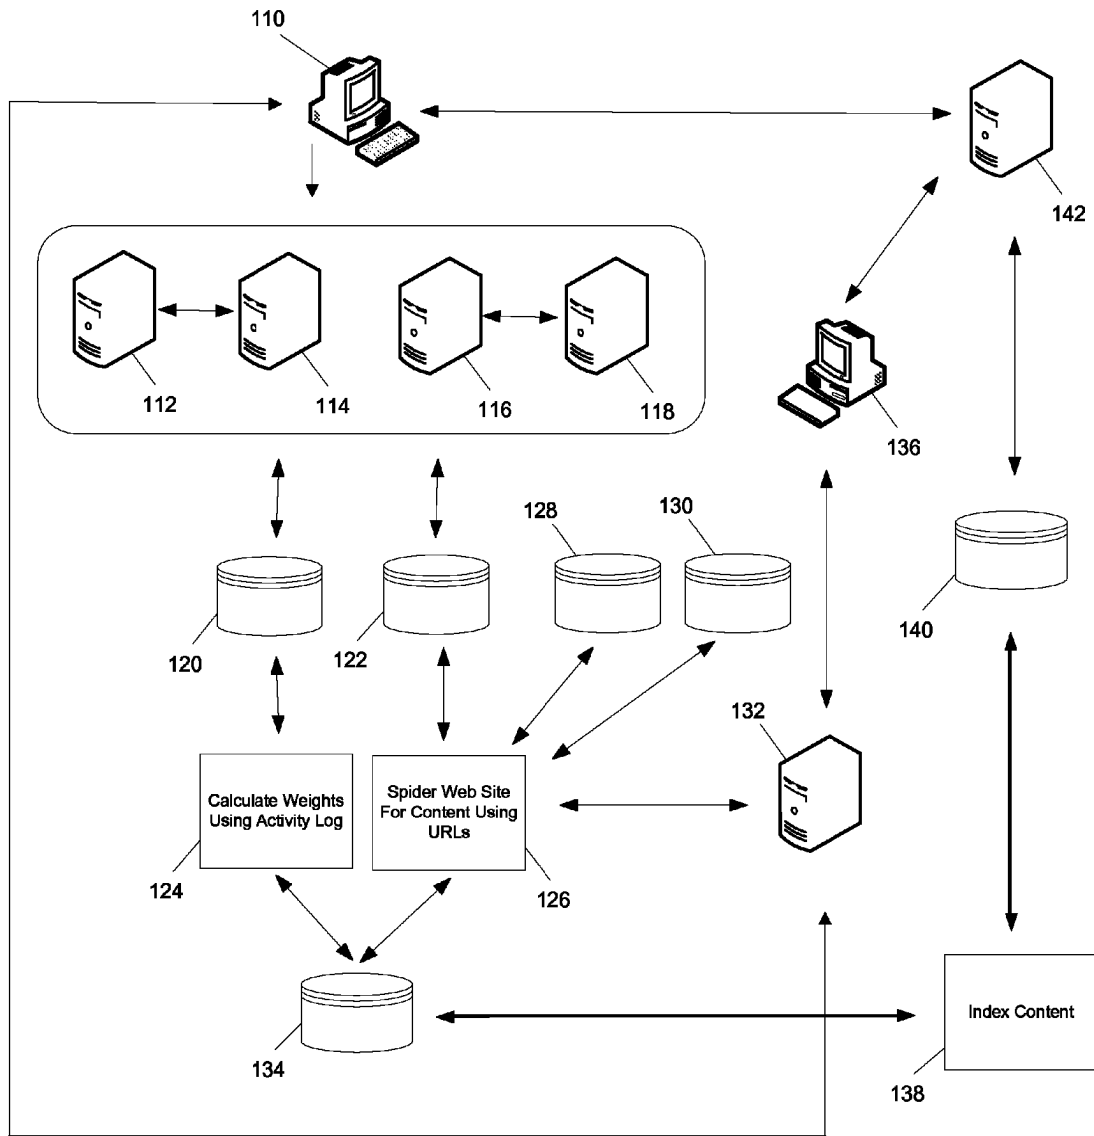 110
142
112
114
116
118
136
128
130
120
122
140
132
Calculate Weights
Using Activity Log
Spider Web Site
For Content Using
URLs
124
126
134
Index Content
138